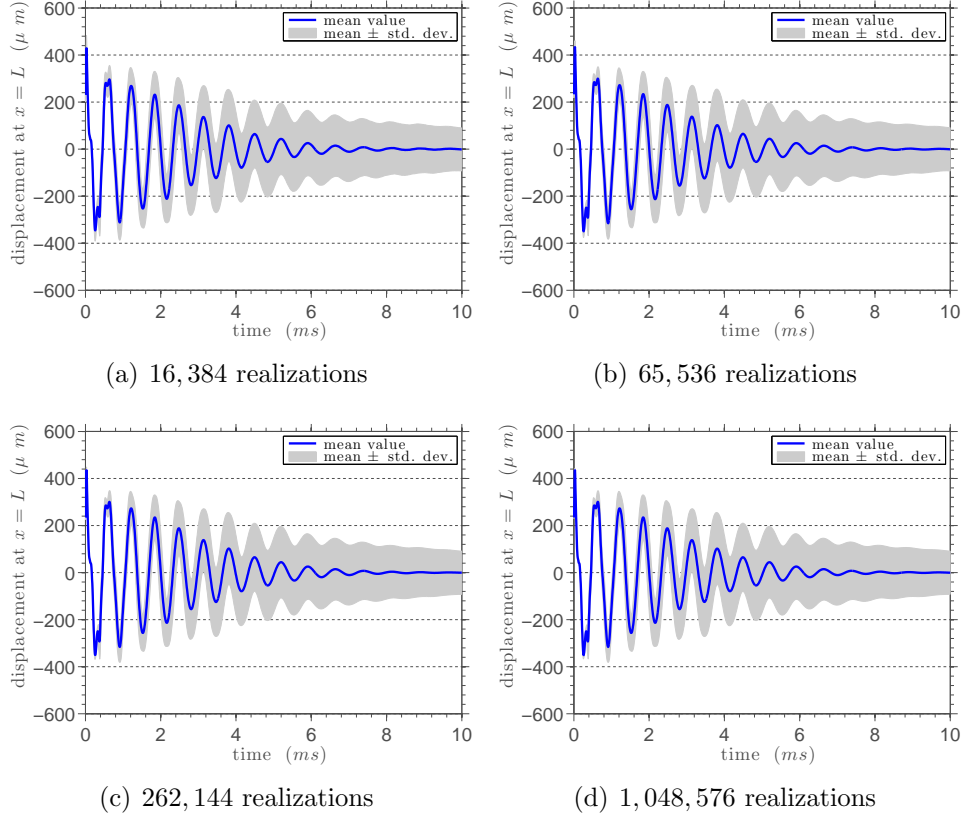 displacement at x = L (μ m)
600
400
200
0
−200
−400
−600
mean value
mean ± std. dev.
0 2 4 6 8 10
time (ms)
(a) 16, 384 realizations
displacement at x = L (μ m)
600
400
200
0
−200
−400
−600
mean value
mean ± std. dev.
0 2 4 6 8 10
time (ms)
(b) 65, 536 realizations
displacement at x = L (μ m)
600
400
200
0
−200
−400
−600
mean value
mean ± std. dev.
0 2 4 6 8 10
time (ms)
(c) 262, 144 realizations
displacement at x = L (μ m)
600
400
200
0
−200
−400
−600
mean value
mean ± std. dev.
0 2 4 6 8 10
time (ms)
(d) 1, 048, 576 realizations